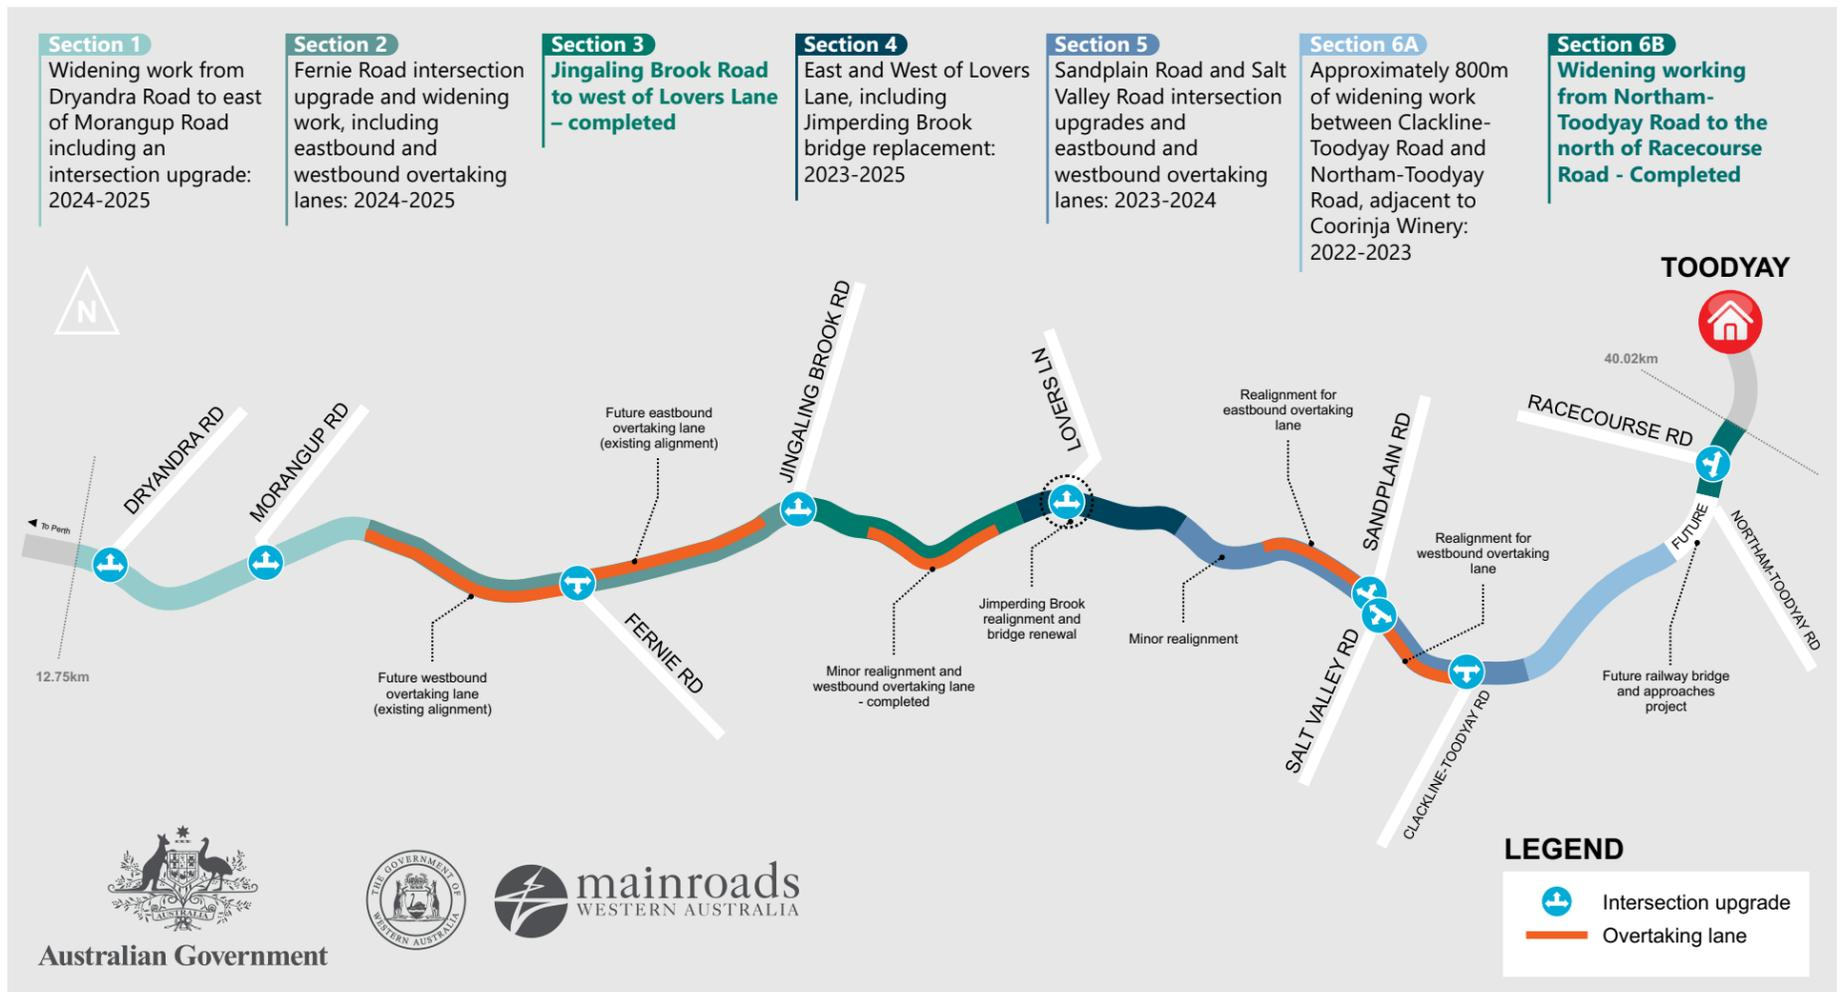 Section 1
Widening work from
Dryandra Road to east
of Morangup Road
including an
intersection upgrade:
2024-2025
Section 2
Fernie Road intersection
upgrade and widening
work, including
eastbound and
westbound overtaking
lanes: 2024-2025
Section 3
Jingaling Brook Road
to west of Lovers Lane
– completed
Section 4
East and West of Lovers
Lane, including
Jimperding Brook
bridge replacement:
2023-2025
Section 5
Sandplain Road and Salt
Valley Road intersection
upgrades and
eastbound and
westbound overtaking
lanes: 2023-2024
Section 6A
Approximately 800m
of widening work
between Clackline-
Toodyay Road and
Northam-Toodyay
Road, adjacent to
Coorinja Winery:
2022-2023
Section 6B
Widening working
from Northam-
Toodyay Road to the
north of Racecourse
Road - Completed
N
TOODYAY
40.02km
To Perth
12.75km
DRYANDRA RD
MORANGUP RD
Future westbound
overtaking lane
(existing alignment)
Future eastbound
overtaking lane
(existing alignment)
FERNIE RD
JINGALING BROOK RD
Minor realignment and
westbound overtaking lane
- completed
LOVERS LN
Jimperding Brook
realignment and
bridge renewal
Minor realignment
Realignment for
eastbound overtaking
lane
SANDPLAIN RD
SALT VALLEY RD
Realignment for
westbound overtaking
lane
CLACKLINE-TOODYAY RD
RACECOURSE RD
FUTURE
NORTHAM-TOODYAY RD
Future railway bridge
and approaches
project
AUSTRALIA
Australian Government
THE GOVERNMENT OF
WESTERN AUSTRALIA
mainroads
WESTERN AUSTRALIA
LEGEND
Intersection upgrade
Overtaking lane